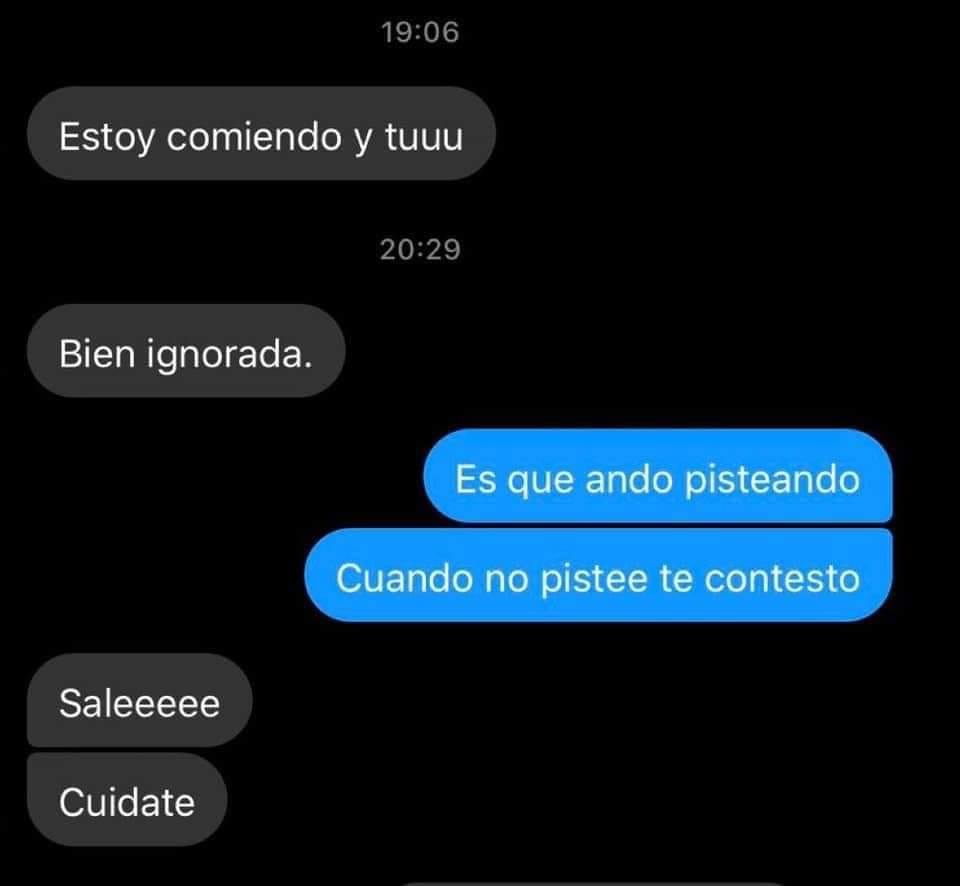 19:06
Estoy comiendo y tuuu
20:29
Bien ignorada.
Es que ando pisteando
Cuando no pistee te contesto
Saleeeee
Cuidate